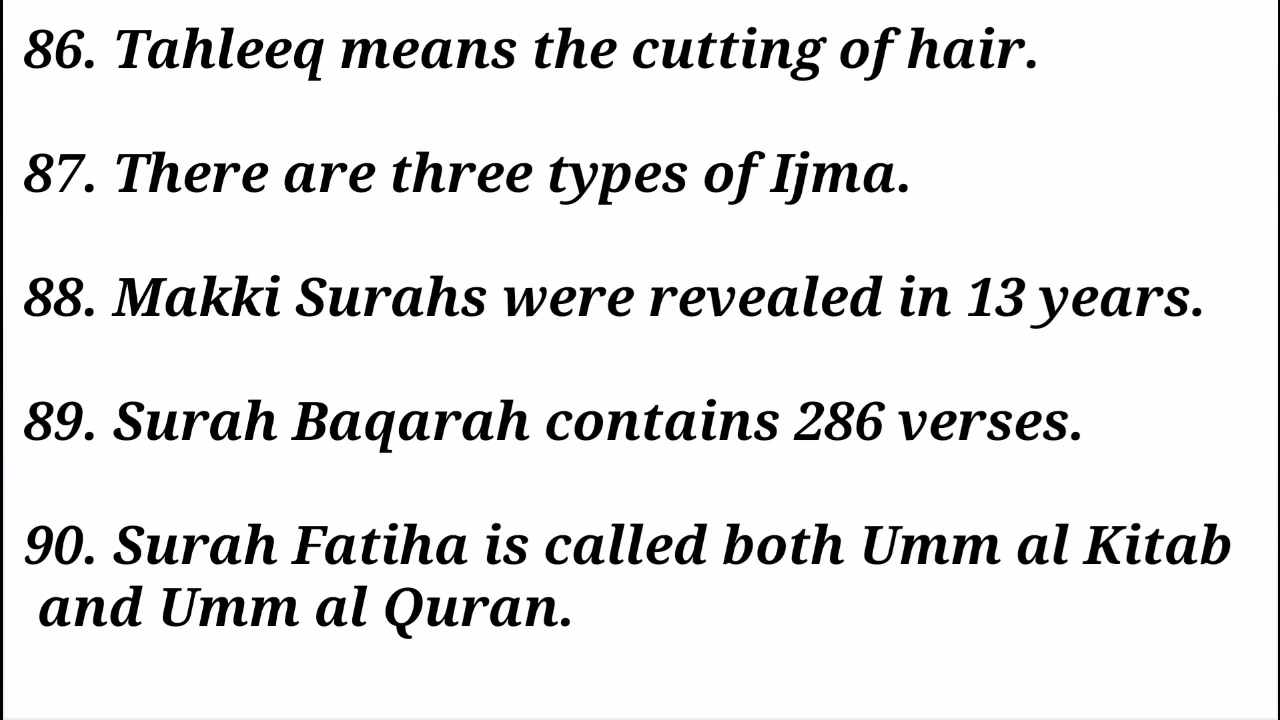 86. Tahleeq means the cutting of hair.
87. There are three types of Ijma.
88. Makki Surahs were revealed in 13 years.
89. Surah Baqarah contains 286 verses.
90. Surah Fatiha is called both Umm al Kitab
and Umm al Quran.